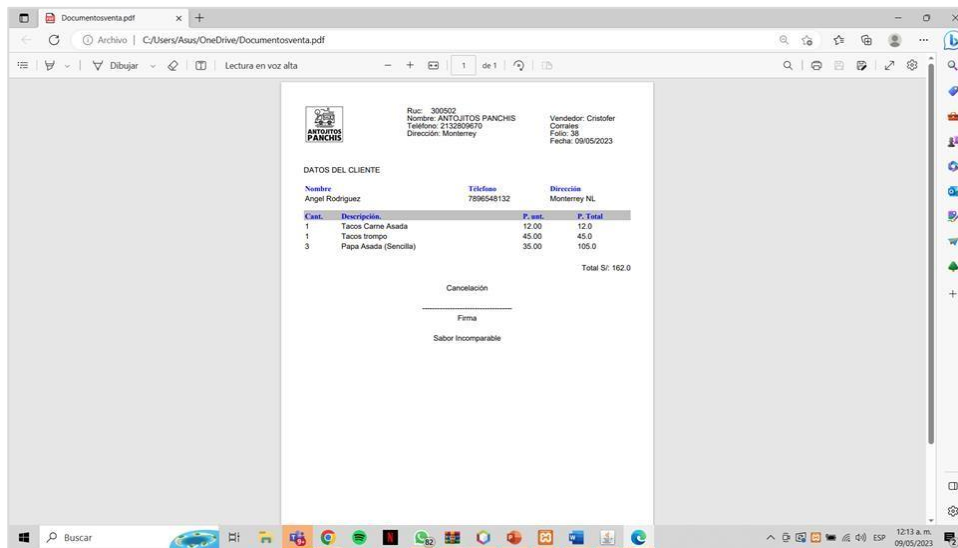 Documentosventa.pdf
Archivo | C:/Users/Asus/OneDrive/Documentosventa.pdf
Dibujar
Lectura en voz alta
1 de 1
ANTOJITOS
PANCHIS
Ruc: 300502
Nombre: ANTOJITOS PANCHIS
Teléfono: 2132809670
Dirección: Monterrey
Vendedor: Cristofer
Corrales
Folio: 38
Fecha: 09/05/2023
DATOS DEL CLIENTE
Nombre Télefono Dirección
Angel Rodriguez 7896548132 Monterrey NL
Cant. Descripción. P. unt. P. Total
1 Tacos Carne Asada 12.00 12.0
1 Tacos trompo 45.00 45.0
3 Papa Asada (Sencilla) 35.00 105.0
Total S/: 162.0
Cancelación
Firma
Sabor Incomparable
Buscar
9+
82
ESP
12:13 a. m.
09/05/2023
2